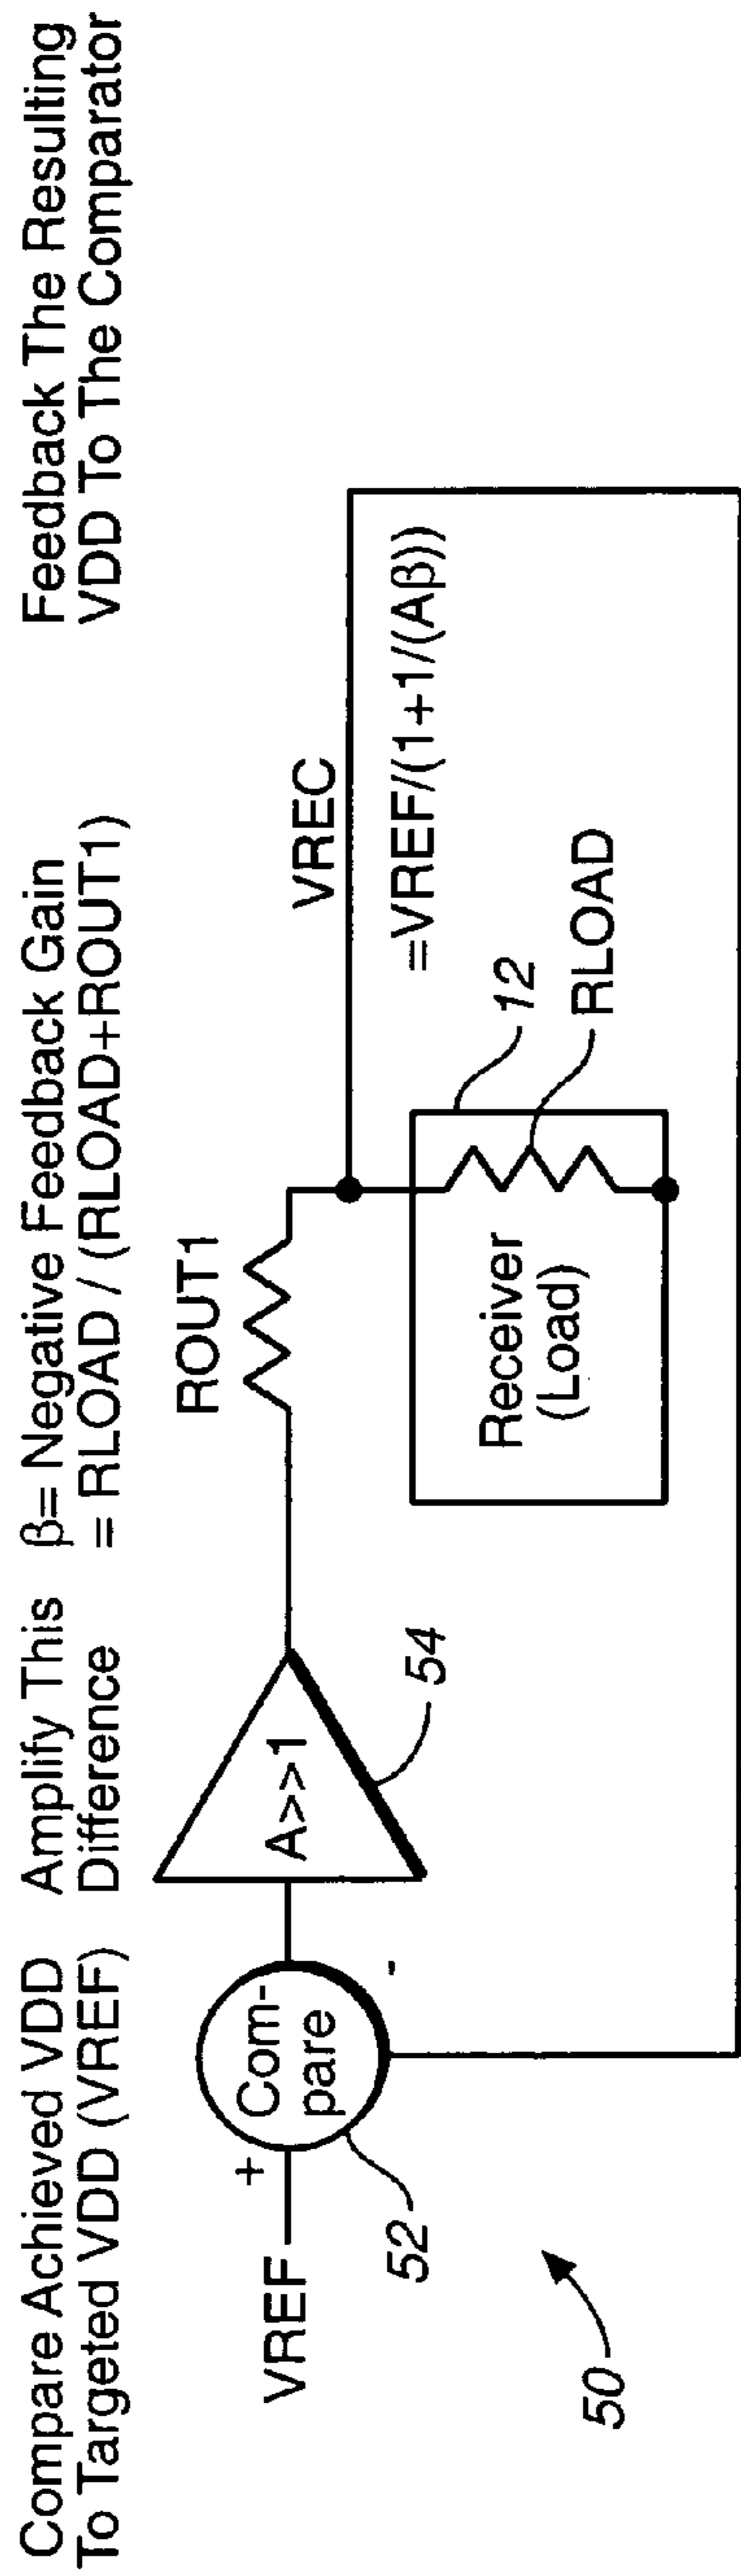 Compare Achieved VDD
To Targeted VDD (VREF)
Amplify This
Difference
β= Negative Feedback Gain
= RLOAD / (RLOAD+ROUT1)
Feedback The Resulting
VDD To The Comparator
VREF
+
Com-
pare
-
52
A>>1
54
ROUT1
VREC
=VREF/(1+1/(Aβ))
Receiver
(Load)
12
RLOAD
50